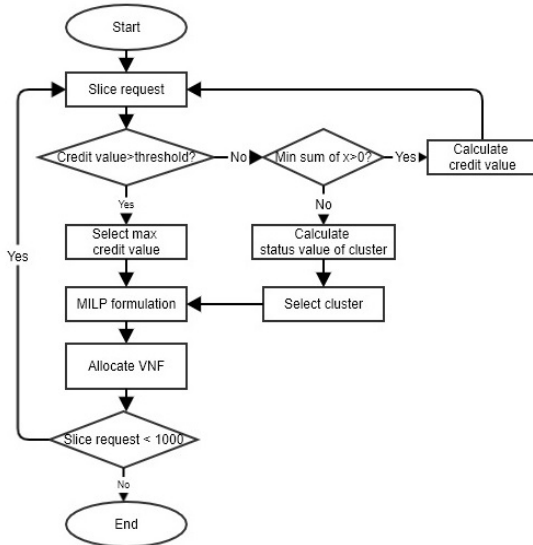 Start
Slice request
Credit value>threshold?
No
Min sum of x>0?
Yes
Calculate
credit value
Yes
No
Select max
credit value
Calculate
status value of cluster
Yes
MILP formulation
Select cluster
Allocate VNF
Slice request < 1000
No
End